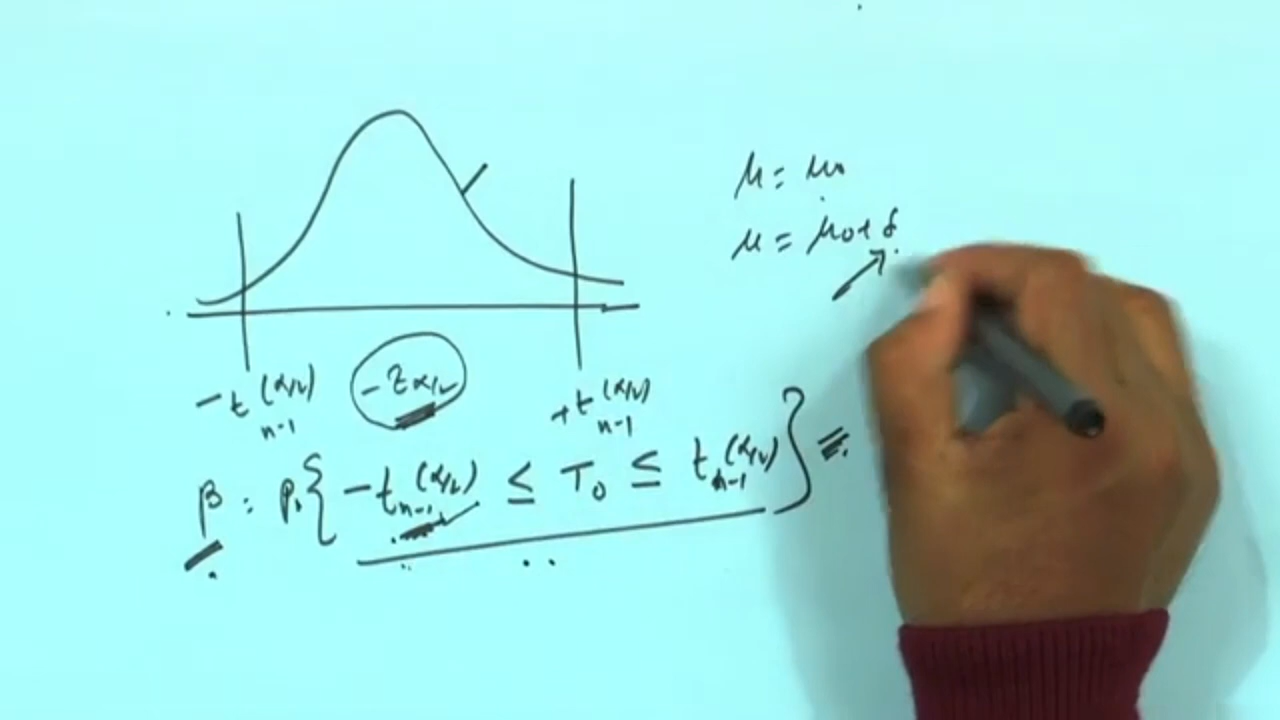 μ = μ₀
μ = μ₀ + δ
-t n-1 (α/2)
-Zα/2
+t n-1 (α/2)
β : P { -t n-1 (α/2) ≤ T₀ ≤ t n-1 (α/2) } =